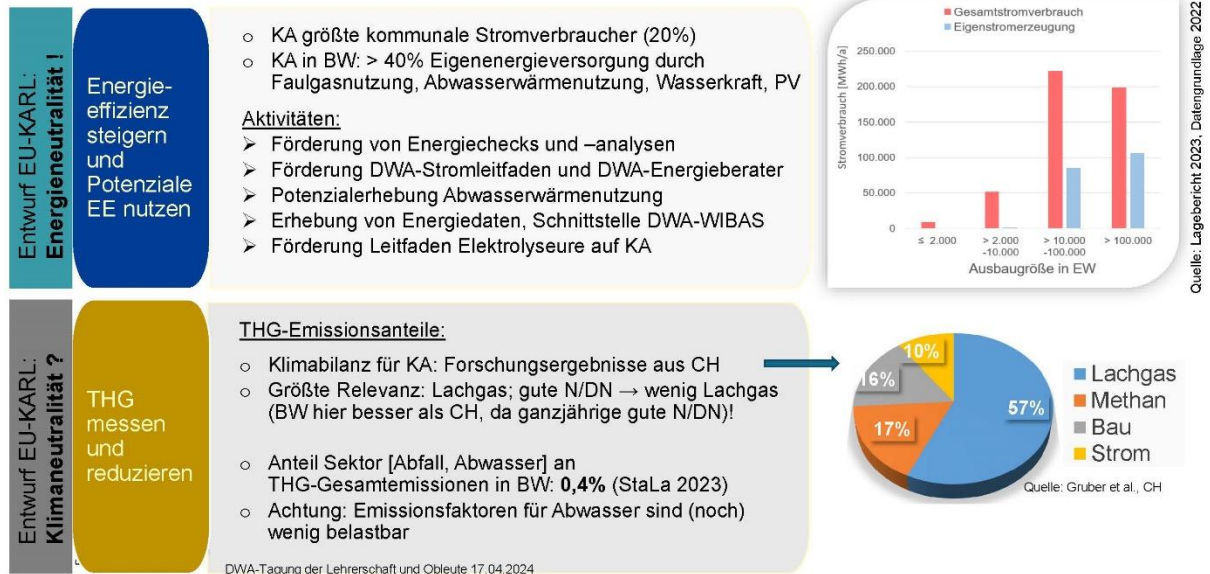 Entwurf EU-KARL:
Energieneutralität !
Energie-
effizienz
steigern
und
Potenziale
EE nutzen
o KA größte kommunale Stromverbraucher (20%)
o KA in BW: > 40% Eigenenergieversorgung durch
Faulgasnutzung, Abwasserwärmenutzung, Wasserkraft, PV
Aktivitäten:
➢ Förderung von Energiechecks und –analysen
➢ Förderung DWA-Stromleitfaden und DWA-Energieberater
➢ Potenzialerhebung Abwasserwärmenutzung
➢ Erhebung von Energiedaten, Schnittstelle DWA-WIBAS
➢ Förderung Leitfaden Elektrolyseure auf KA
Gesamtstromverbrauch
Eigenstromerzeugung
Stromverbrauch [MWh/a]
250.000
200.000
150.000
100.000
50.000
0
≤ 2.000
> 2.000
-10.000
> 10.000
-100.000
> 100.000
Ausbaugröße in EW
Quelle: Lagebericht 2023, Datengrundlage 2022
Entwurf EU-KARL:
Klimaneutralität ?
THG
messen
und
reduzieren
THG-Emissionsanteile:
o Klimabilanz für KA: Forschungsergebnisse aus CH
o Größte Relevanz: Lachgas; gute N/DN → wenig Lachgas
(BW hier besser als CH, da ganzjährige gute N/DN)!
o Anteil Sektor [Abfall, Abwasser] an
THG-Gesamtemissionen in BW: 0,4% (StaLa 2023)
o Achtung: Emissionsfaktoren für Abwasser sind (noch)
wenig belastbar
10%
16%
17%
57%
Lachgas
Methan
Bau
Strom
Quelle: Gruber et al., CH
DWA-Tagung der Lehrerschaft und Obleute 17.04.2024